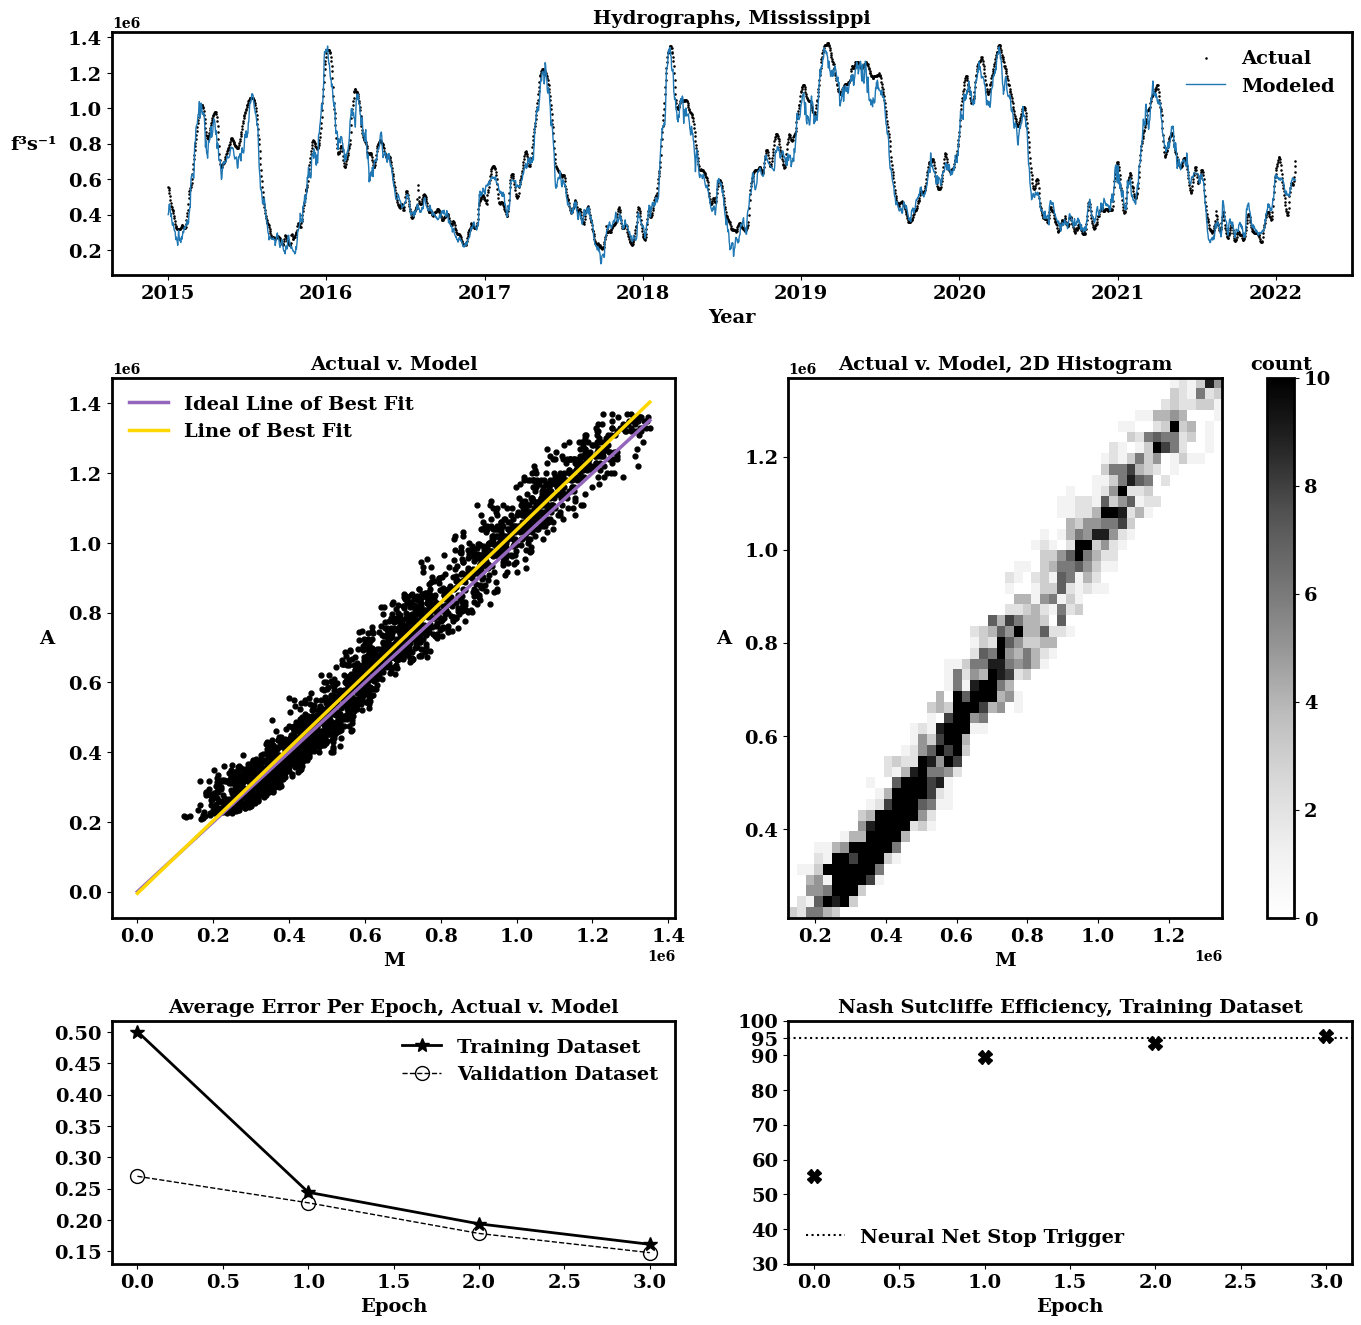 Hydrographs, Mississippi
1e6
1.4
1.2
1.0
0.8
0.6
0.4
0.2
f³s⁻¹
Actual
Modeled
2015 2016 2017 2018 2019 2020 2021 2022
Year
Actual v. Model
1e6
1.4
1.2
1.0
0.8
0.6
0.4
0.2
0.0
A
Ideal Line of Best Fit
Line of Best Fit
0.0 0.2 0.4 0.6 0.8 1.0 1.2 1.4
M
1e6
Actual v. Model, 2D Histogram
1e6
1.2
1.0
0.8
0.6
0.4
A
0.2 0.4 0.6 0.8 1.0 1.2
M
1e6
count
10
8
6
4
2
0
Average Error Per Epoch, Actual v. Model
0.50
0.45
0.40
0.35
0.30
0.25
0.20
0.15
Training Dataset
Validation Dataset
0.0 0.5 1.0 1.5 2.0 2.5 3.0
Epoch
Nash Sutcliffe Efficiency, Training Dataset
100
95
90
80
70
60
50
40
30
Neural Net Stop Trigger
0.0 0.5 1.0 1.5 2.0 2.5 3.0
Epoch